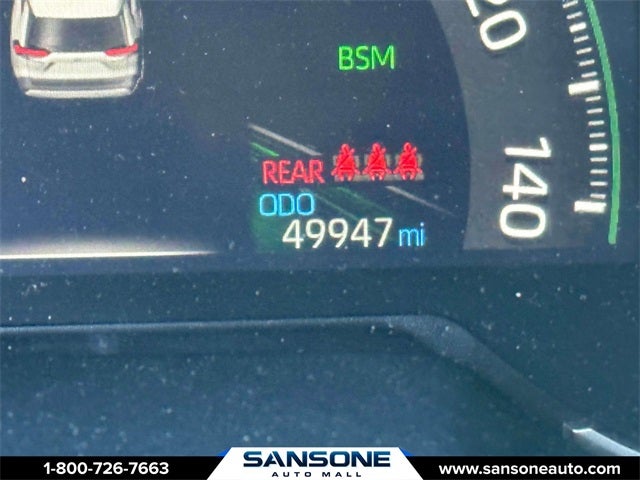 20
BSM
140
REAR
ODO
49947 mi
1-800-726-7663
SANSONE
AUTO MALL
www.sansoneauto.com